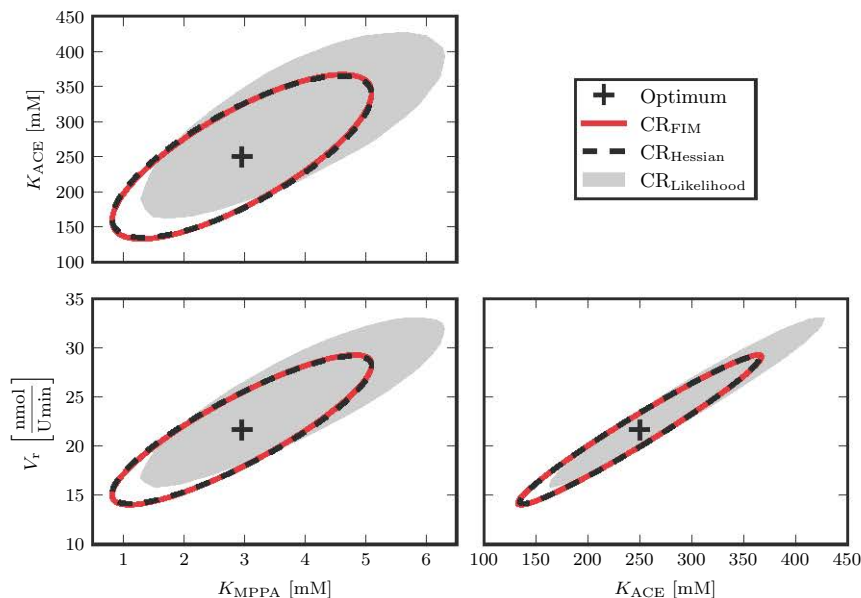 450
400
350
300
250
200
150
100
K_ACE [mM]
Optimum
CR_FIM
CR_Hessian
CR_Likelihood
35
30
25
20
15
10
V_r [nmol / Umin]
1 2 3 4 5 6
K_MPPA [mM]
100 150 200 250 300 350 400 450
K_ACE [mM]